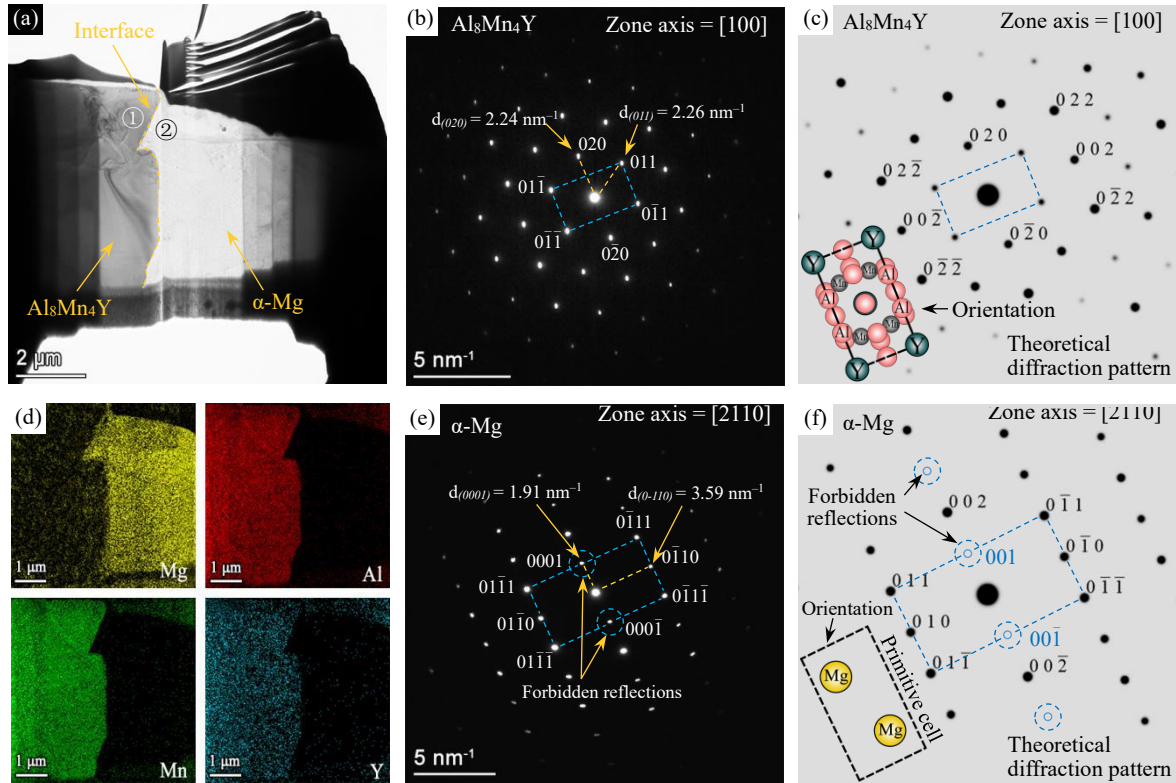 (a)
Interface
①
②
Al₈Mn₄Y
α-Mg
2 μm
(b)
Al₈Mn₄Y
Zone axis = [100]
d(020) = 2.24 nm⁻¹
d(011) = 2.26 nm⁻¹
020
011
011̅
01̅1
01̅1̅
02̅0
5 nm⁻¹
(c)
Al₈Mn₄Y
Zone axis = [100]
0 2 2
0 2 0
0 0 2
0 2 2̅
0 2̅ 2
0 0 2̅
0 2̅ 0
0 2̅ 2̅
Y
Y
Mn
Al
Al
Al
Al
Mn
Mn
Y
Y
Orientation
Theoretical
diffraction pattern
(d)
1 μm
Mg
1 μm
Al
1 μm
Mn
1 μm
Y
(e)
α-Mg
Zone axis = [2110]
d(0001) = 1.91 nm⁻¹
d(0-110) = 3.59 nm⁻¹
01̅11
0001
01̅10
011̅1
01̅11̅
011̅0
0001̅
011̅1̅
Forbidden reflections
5 nm⁻¹
(f)
α-Mg
Zone axis = [2110]
Forbidden
reflections
0 0 2
0 1̅ 1
001
0 1̅ 0
0 1 1
0 1̅ 1̅
Orientation
0 1 0
001̅
0 1 1̅
0 0 2̅
Primitive cell
Mg
Mg
Theoretical
diffraction pattern